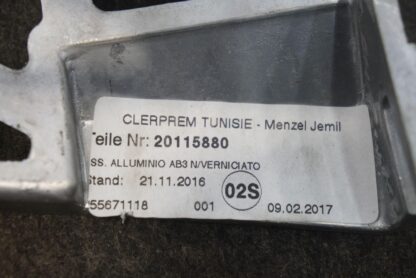 CLERPREM TUNISIE - Menzel Jemil
Teile Nr: 20115880
SS. ALLUMINIO AB3 N/VERNICIATO
Stand: 21.11.2016 02S
55671118 001 09.02.2017